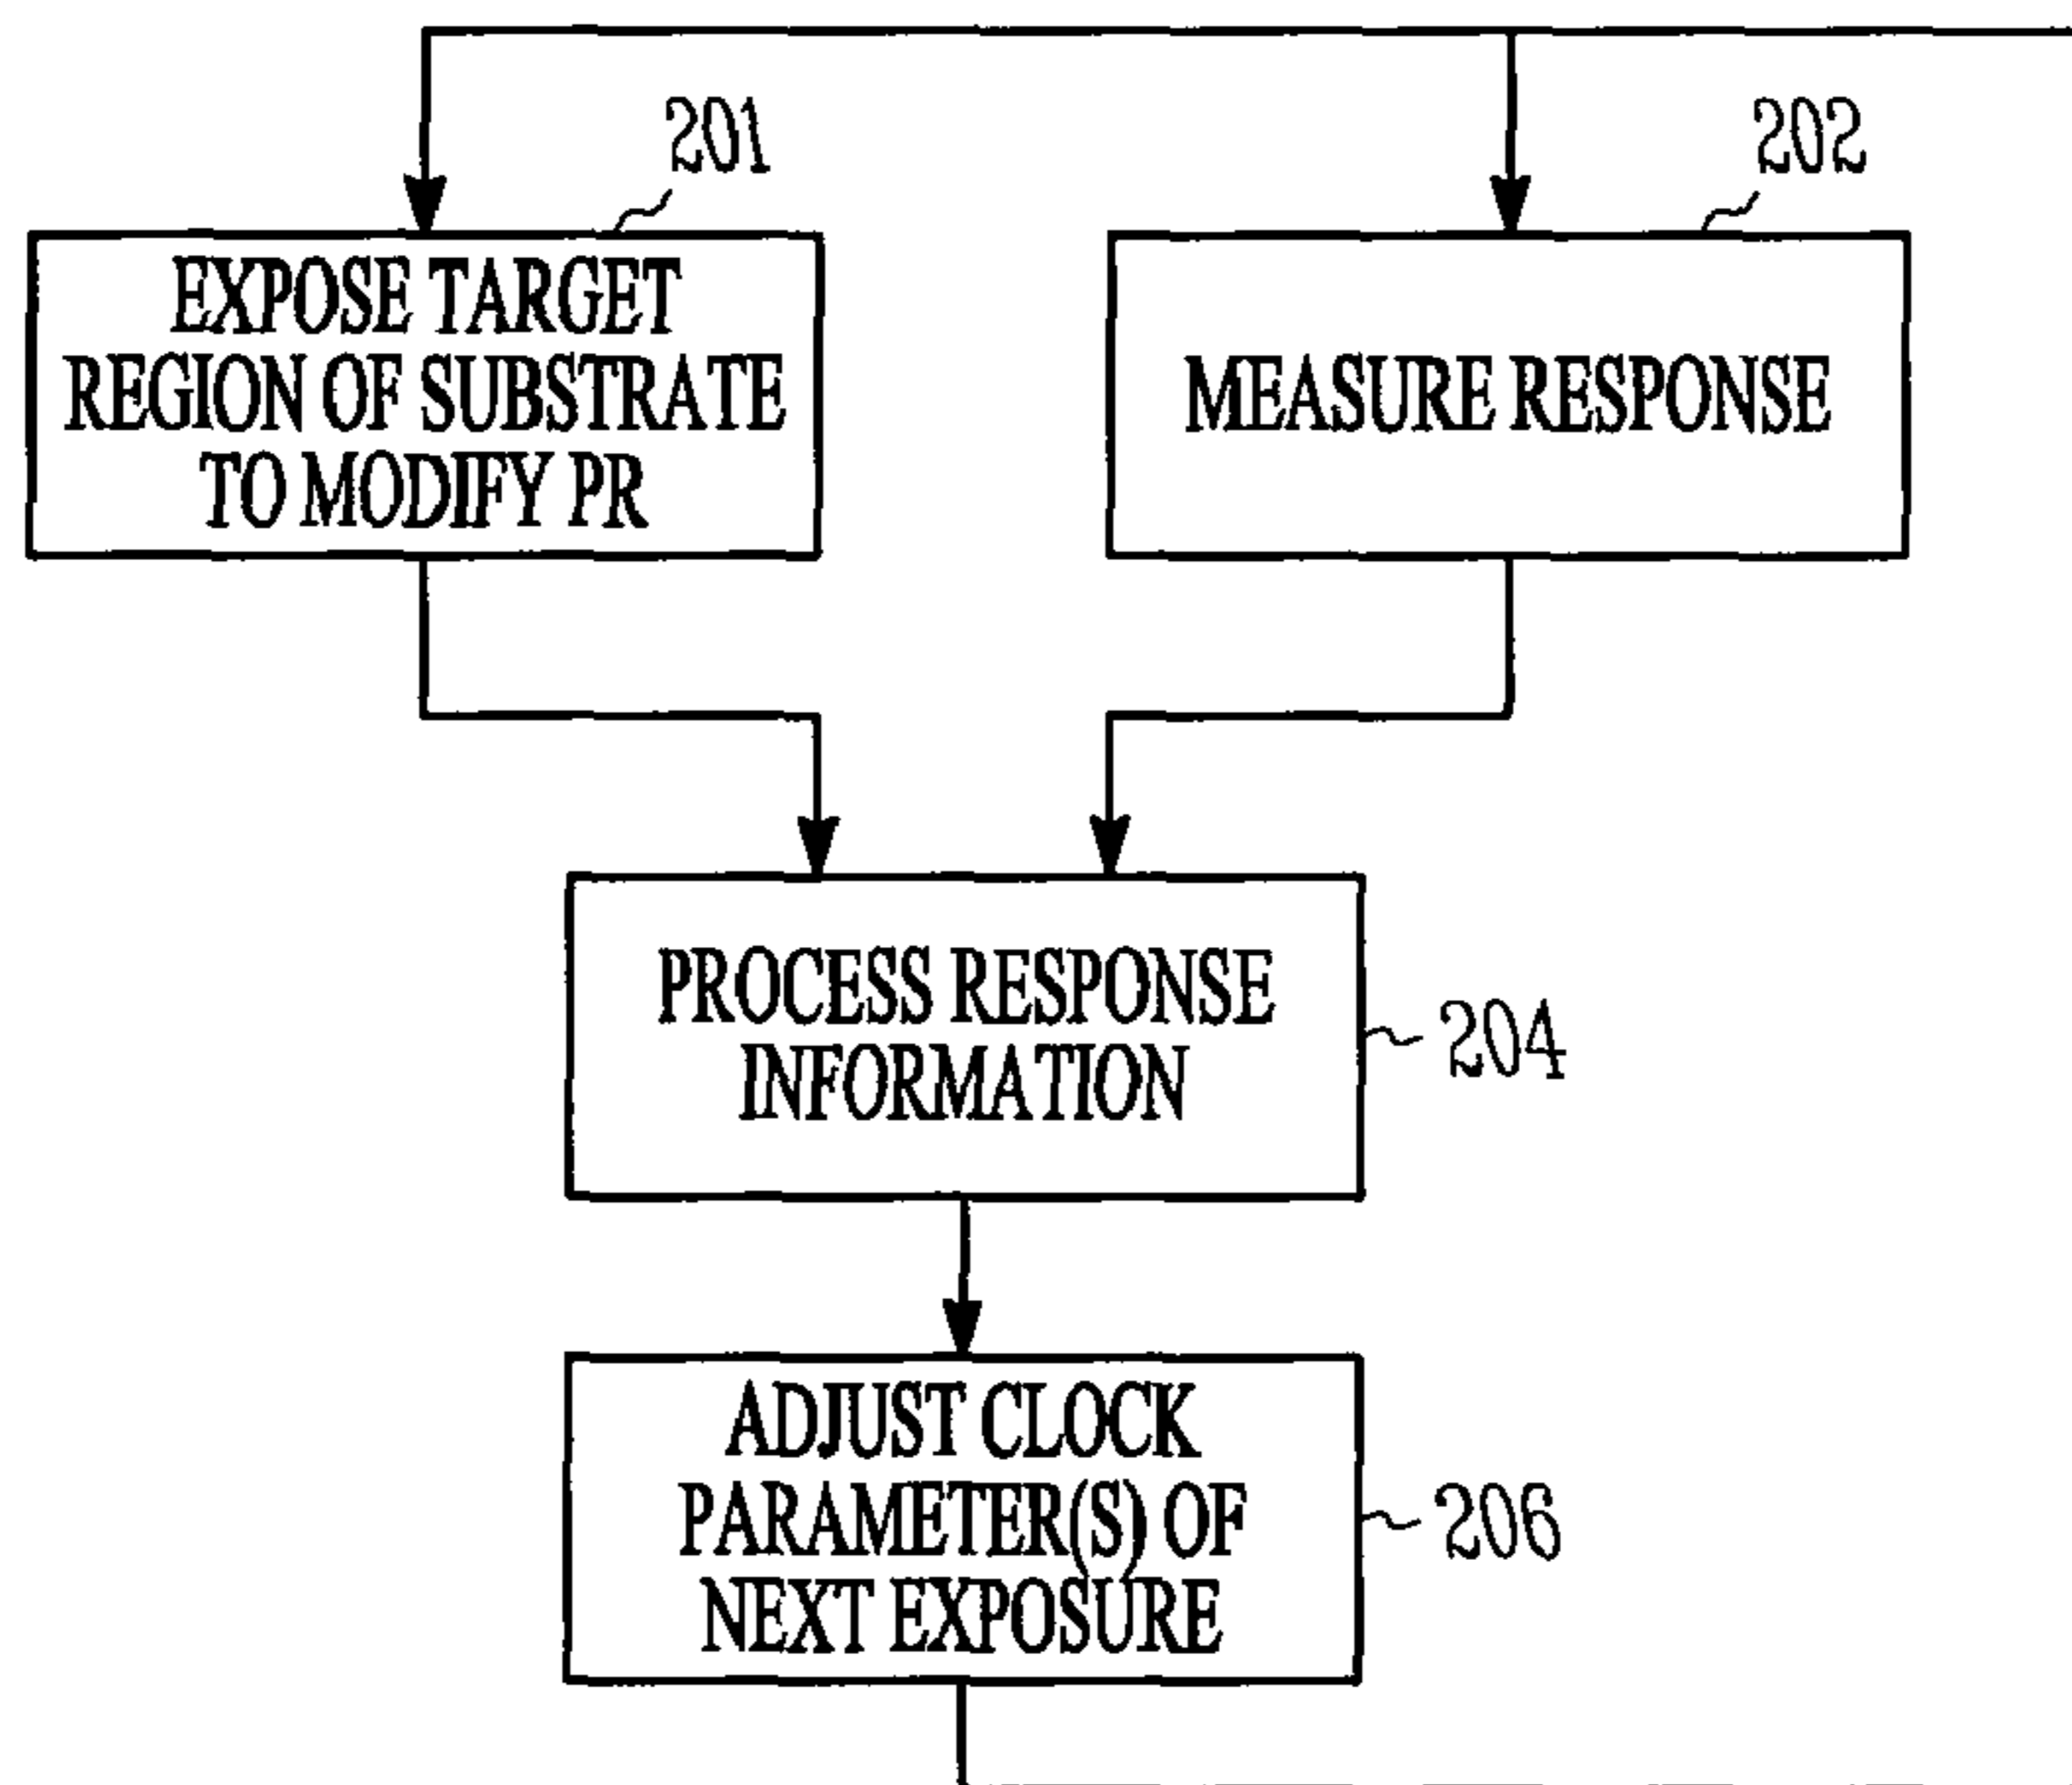 201
202
EXPOSE TARGET
REGION OF SUBSTRATE
TO MODIFY PR
MEASURE RESPONSE
PROCESS RESPONSE
INFORMATION
204
ADJUST CLOCK
PARAMETER(S) OF
NEXT EXPOSURE
206